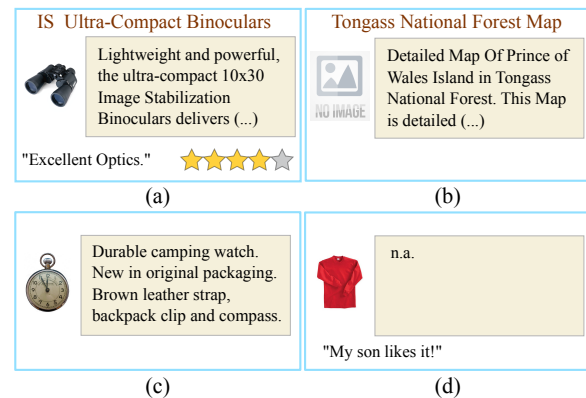 IS Ultra-Compact Binoculars
Lightweight and powerful,
the ultra-compact 10x30
Image Stabilization
Binoculars delivers (...)
"Excellent Optics."
(a)
Tongass National Forest Map
NO IMAGE
Detailed Map Of Prince of
Wales Island in Tongass
National Forest. This Map
is detailed (...)
(b)
Durable camping watch.
New in original packaging.
Brown leather strap,
backpack clip and compass.
(c)
n.a.
"My son likes it!"
(d)